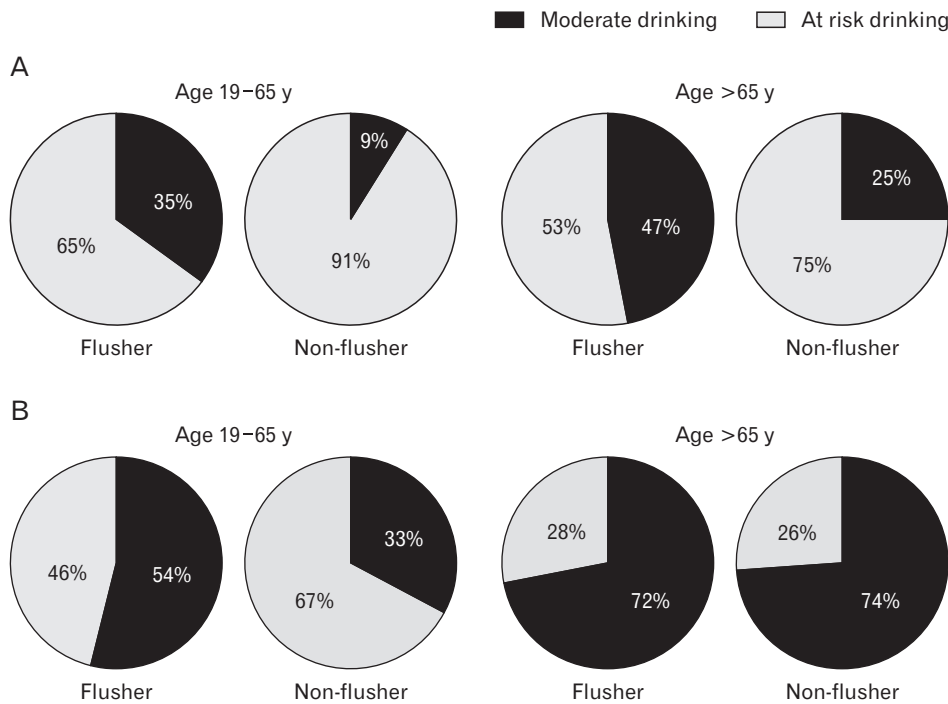 Moderate drinking At risk drinking
A
Age 19–65 y Age >65 y
35% 65% 9% 91% 53% 47% 25% 75%
Flusher Non-flusher Flusher Non-flusher
B
Age 19–65 y Age >65 y
46% 54% 33% 67% 28% 72% 26% 74%
Flusher Non-flusher Flusher Non-flusher